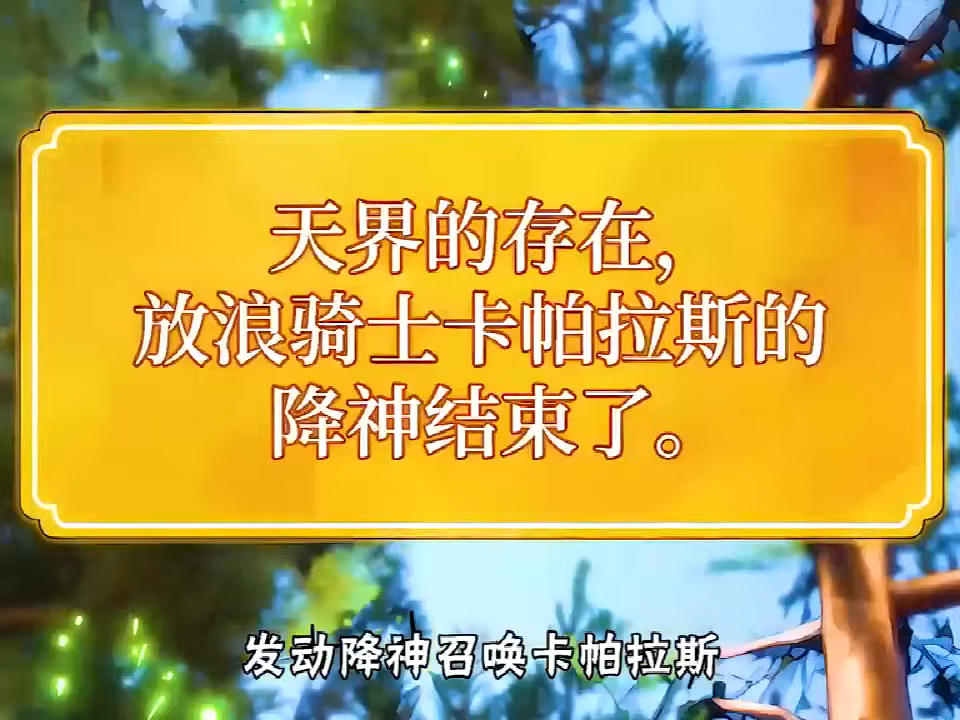 天界的存在，
放浪骑士卡帕拉斯的
降神结束了。
发动降神召唤卡帕拉斯